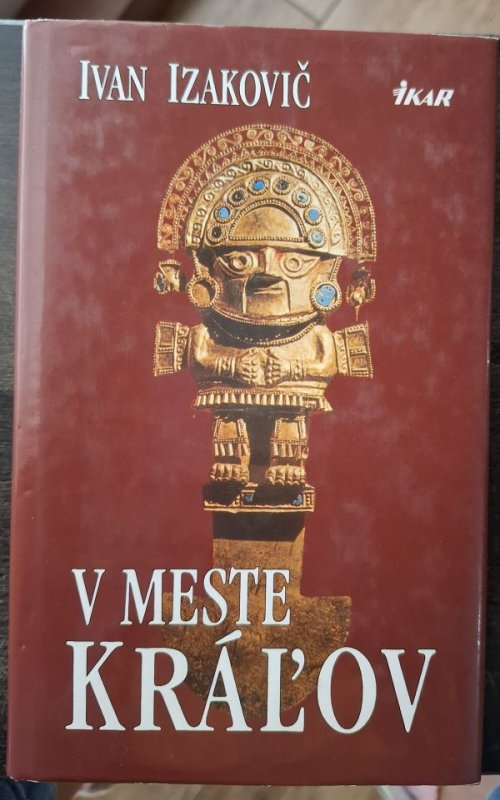 IVAN IZAKOVIČ
IKAR
V MESTE
KRÁĽOV